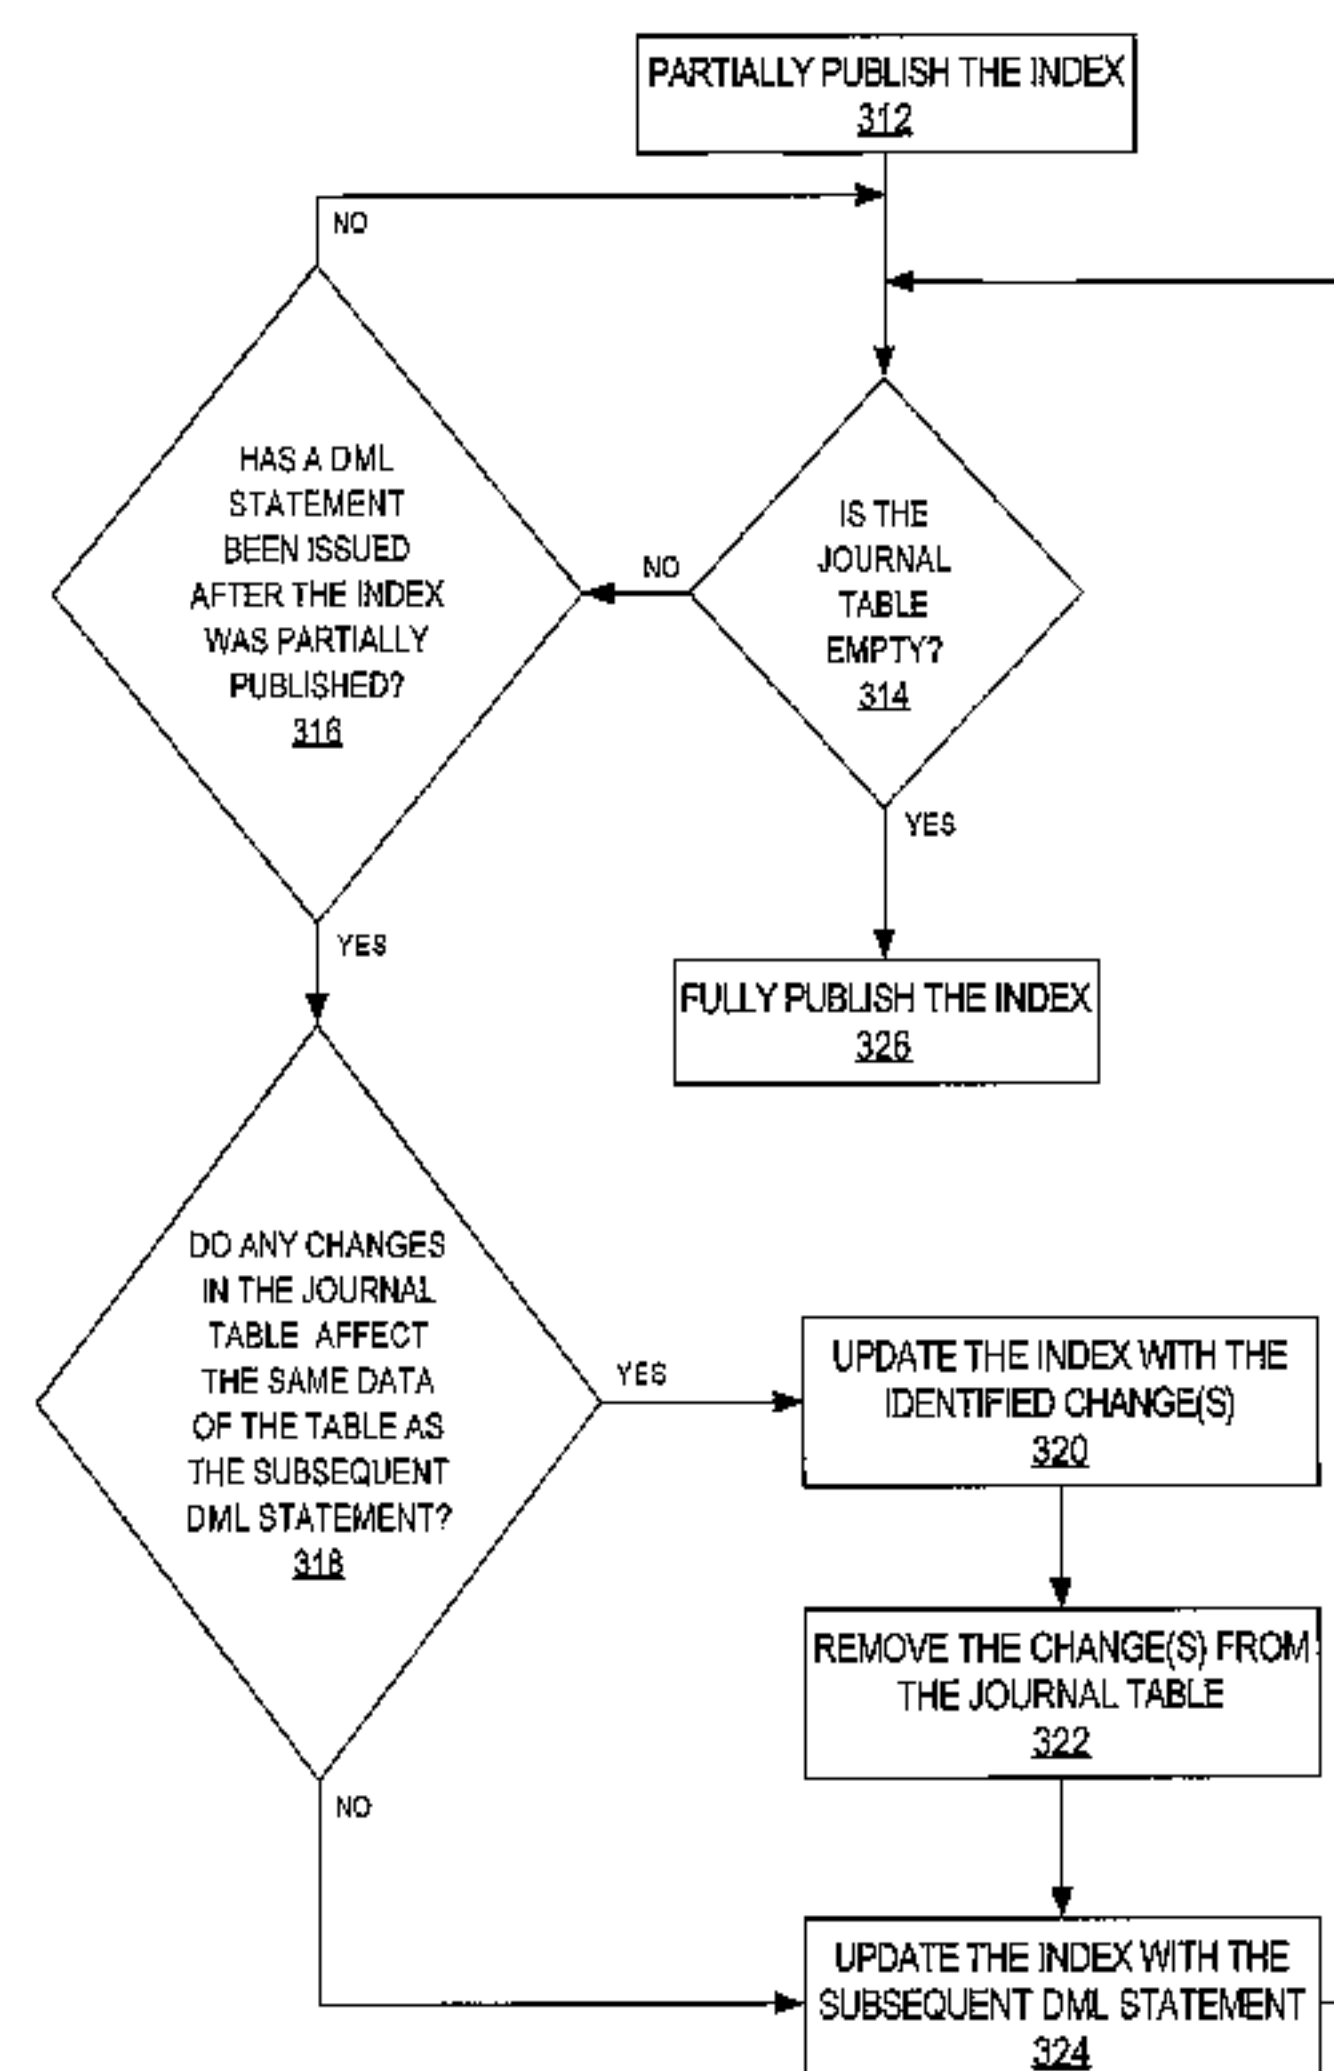 PARTIALLY PUBLISH THE INDEX
312
NO
HAS A DML
STATEMENT
BEEN ISSUED
AFTER THE INDEX
WAS PARTIALLY
PUBLISHED?
316
NO
IS THE
JOURNAL
TABLE
EMPTY?
314
YES
YES
FULLY PUBLISH THE INDEX
326
DO ANY CHANGES
IN THE JOURNAL
TABLE AFFECT
THE SAME DATA
OF THE TABLE AS
THE SUBSEQUENT
DML STATEMENT?
318
YES
UPDATE THE INDEX WITH THE
IDENTIFIED CHANGE(S)
320
REMOVE THE CHANGE(S) FROM
THE JOURNAL TABLE
322
NO
UPDATE THE INDEX WITH THE
SUBSEQUENT DML STATEMENT
324